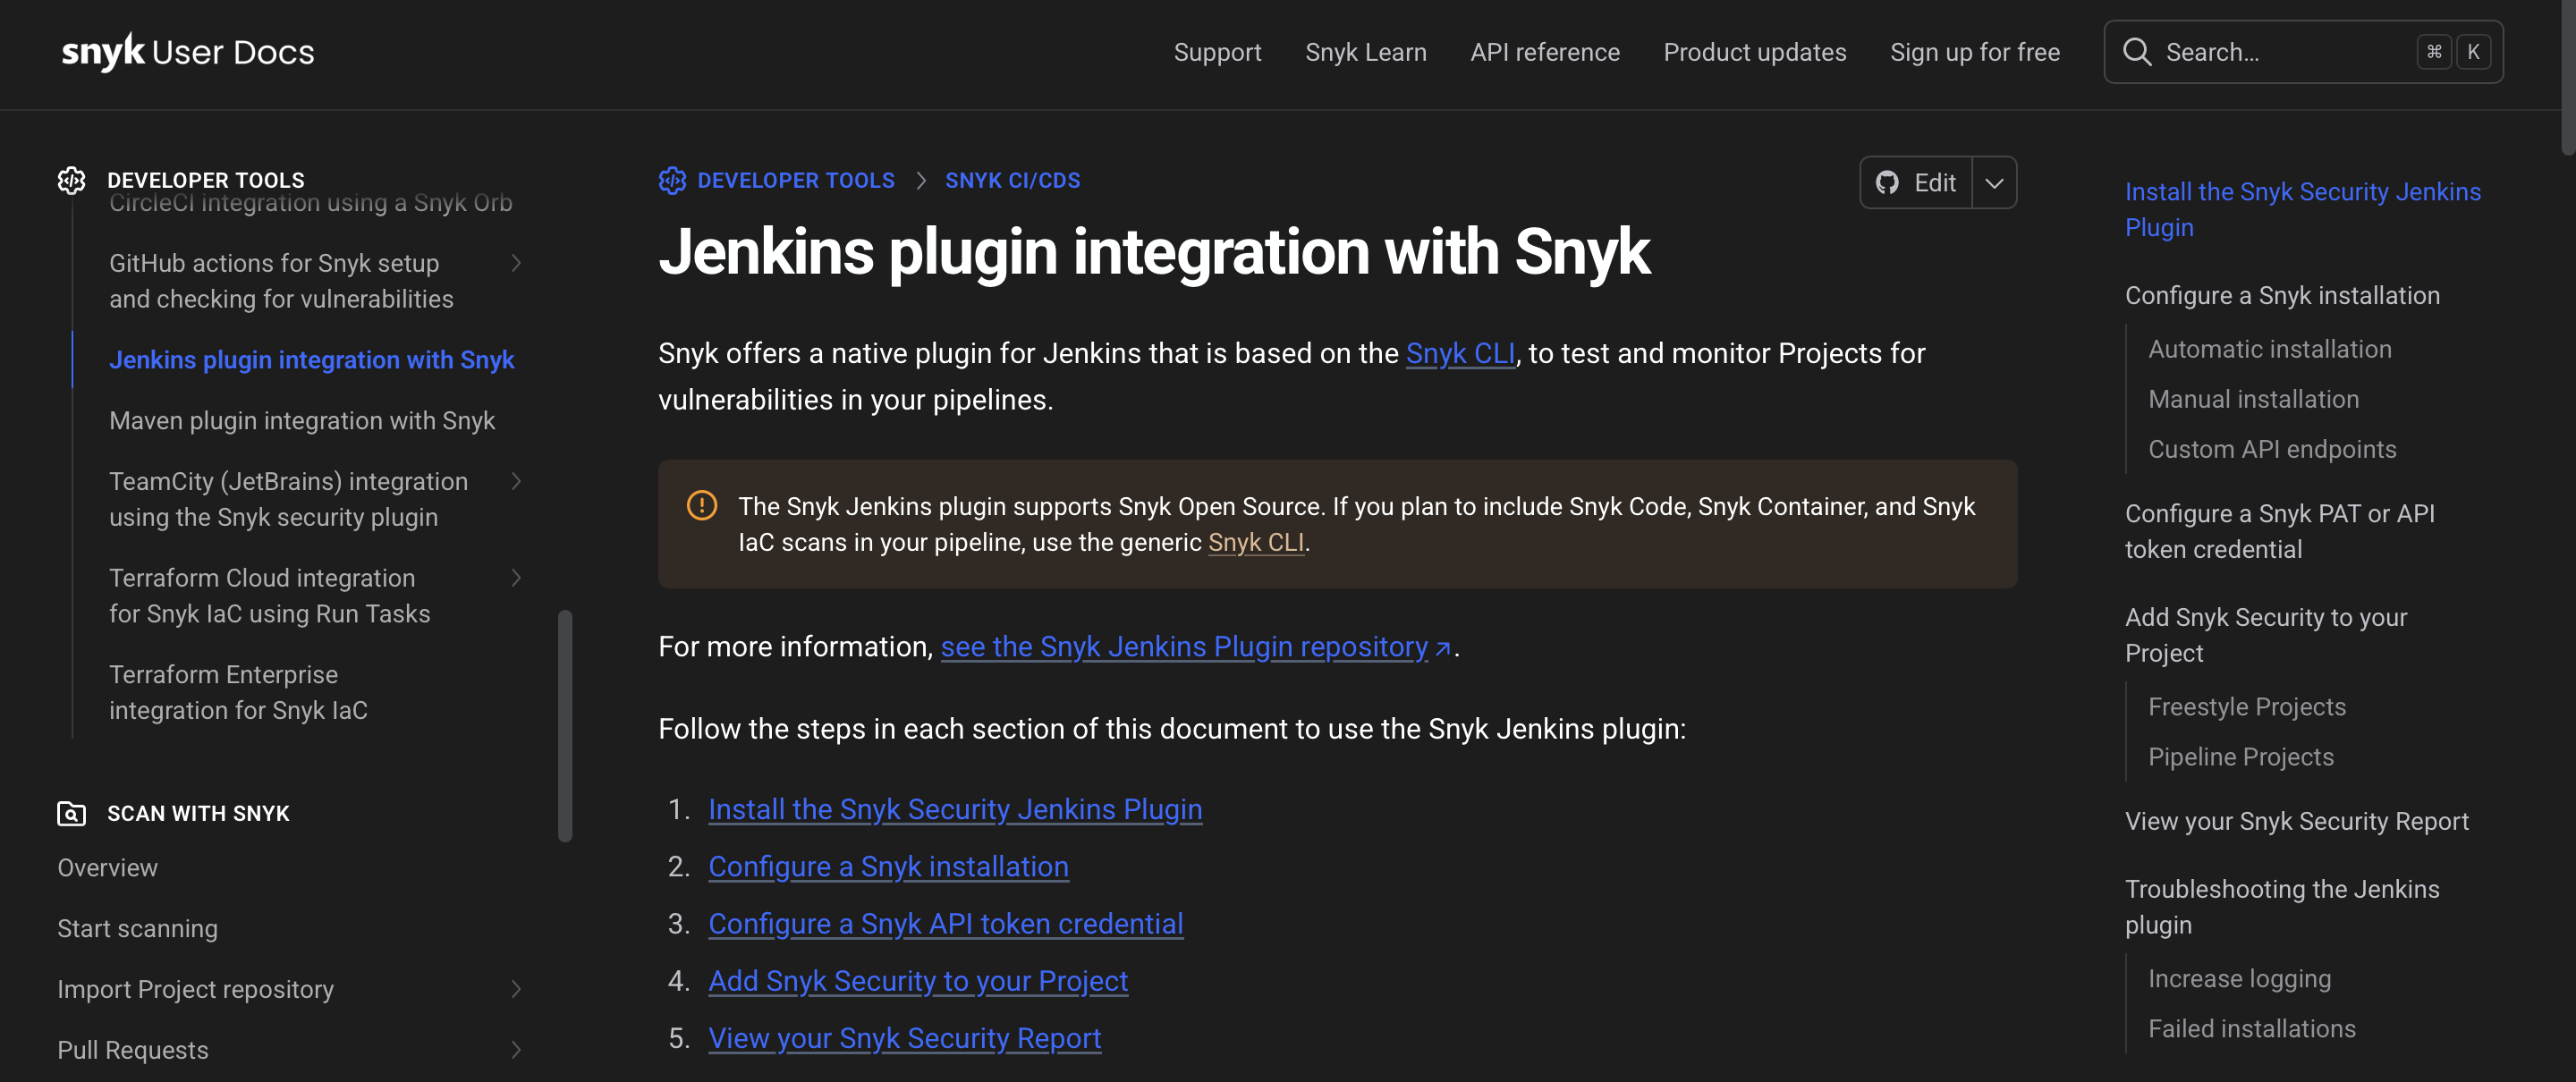 snyk User Docs
Support Snyk Learn API reference Product updates Sign up for free Search... ⌘ K
DEVELOPER TOOLS
CircleCI integration using a Snyk Orb
GitHub actions for Snyk setup
and checking for vulnerabilities
Jenkins plugin integration with Snyk
Maven plugin integration with Snyk
TeamCity (JetBrains) integration
using the Snyk security plugin
Terraform Cloud integration
for Snyk IaC using Run Tasks
Terraform Enterprise
integration for Snyk IaC
SCAN WITH SNYK
Overview
Start scanning
Import Project repository
Pull Requests
DEVELOPER TOOLS > SNYK CI/CDS
Edit
Jenkins plugin integration with Snyk
Snyk offers a native plugin for Jenkins that is based on the Snyk CLI, to test and monitor Projects for
vulnerabilities in your pipelines.
The Snyk Jenkins plugin supports Snyk Open Source. If you plan to include Snyk Code, Snyk Container, and Snyk
IaC scans in your pipeline, use the generic Snyk CLI.
For more information, see the Snyk Jenkins Plugin repository↗.
Follow the steps in each section of this document to use the Snyk Jenkins plugin:
1. Install the Snyk Security Jenkins Plugin
2. Configure a Snyk installation
3. Configure a Snyk API token credential
4. Add Snyk Security to your Project
5. View your Snyk Security Report
Install the Snyk Security Jenkins
Plugin
Configure a Snyk installation
Automatic installation
Manual installation
Custom API endpoints
Configure a Snyk PAT or API
token credential
Add Snyk Security to your
Project
Freestyle Projects
Pipeline Projects
View your Snyk Security Report
Troubleshooting the Jenkins
plugin
Increase logging
Failed installations